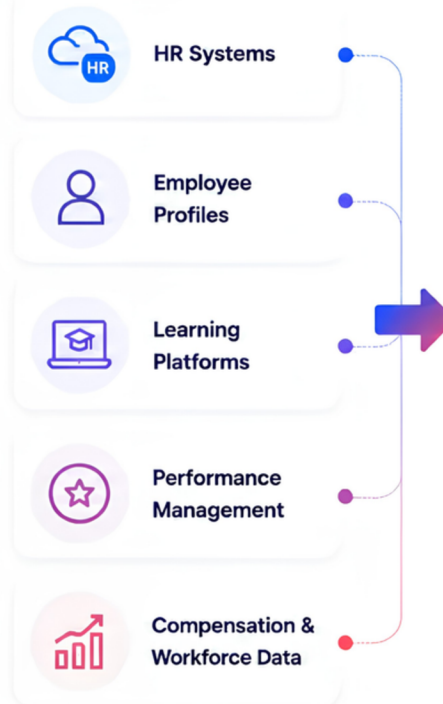 HR
HR Systems
Employee
Profiles
Learning
Platforms
Performance
Management
Compensation &
Workforce Data